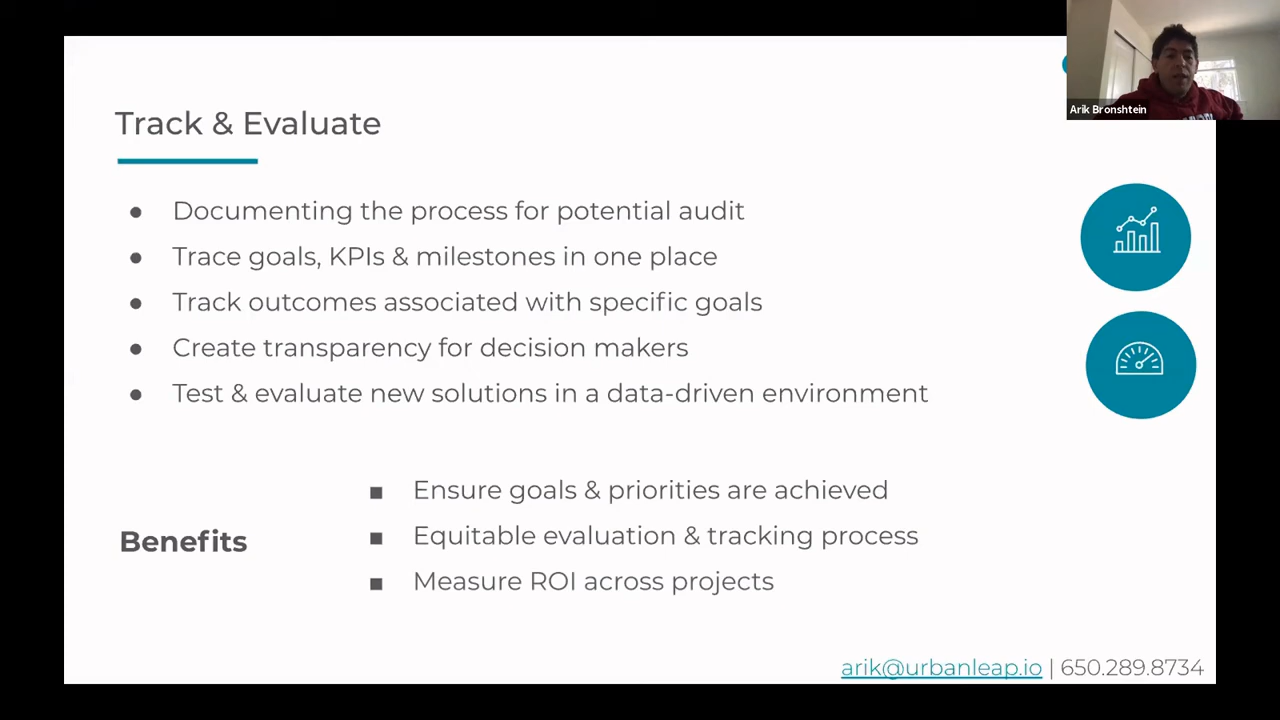 Arik Bronshtein
Track & Evaluate
● Documenting the process for potential audit
● Trace goals, KPIs & milestones in one place
● Track outcomes associated with specific goals
● Create transparency for decision makers
● Test & evaluate new solutions in a data-driven environment
Benefits
■ Ensure goals & priorities are achieved
■ Equitable evaluation & tracking process
■ Measure ROI across projects
arik@urbanleap.io | 650.289.8734